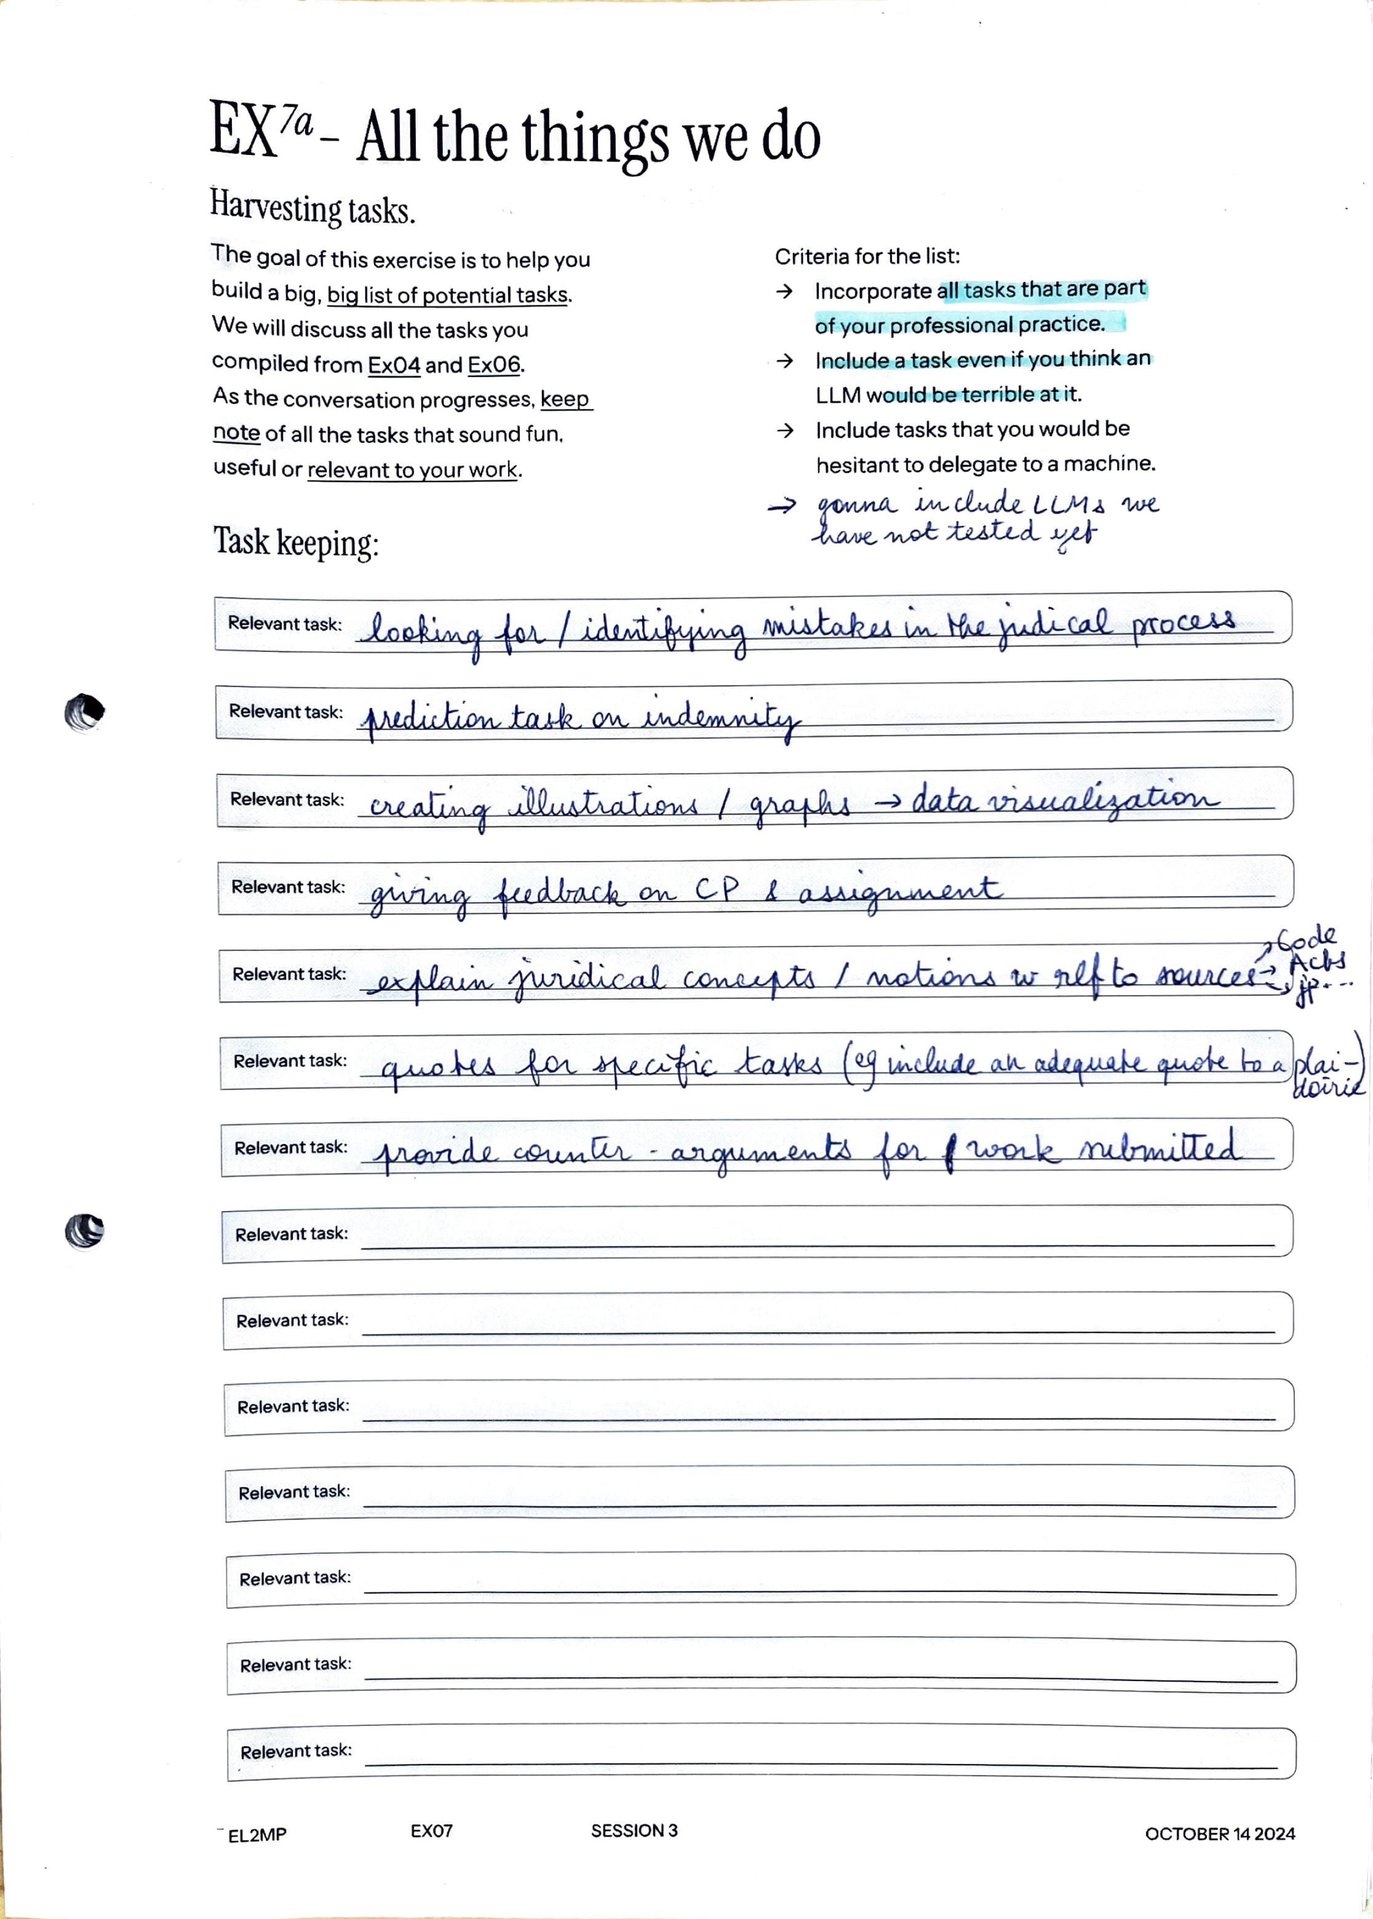 EX7a – All the things we do
Harvesting tasks.
The goal of this exercise is to help you
build a big, big list of potential tasks.
We will discuss all the tasks you
compiled from Ex04 and Ex06.
As the conversation progresses, keep
note of all the tasks that sound fun,
useful or relevant to your work.
Criteria for the list:
→ Incorporate all tasks that are part
of your professional practice.
→ Include a task even if you think an
LLM would be terrible at it.
→ Include tasks that you would be
hesitant to delegate to a machine.
→ gonna include LLMs we
have not tested yet
Task keeping:
Relevant task: looking for / identifying mistakes in the judical process
Relevant task: prediction task on indemnity
Relevant task: creating illustrations / graphs → data visualization
Relevant task: giving feedback on CP & assignment
Relevant task: explain juridical concepts / notions w ref to sources → Code
→ Acts
→ jp...
Relevant task: quotes for specific tasks (eg include an adequate quote to a plai-
doirie)
Relevant task: provide counter-arguments for work submitted
Relevant task:
Relevant task:
Relevant task:
Relevant task:
Relevant task:
Relevant task:
Relevant task:
EL2MP EX07 SESSION 3 OCTOBER 14 2024